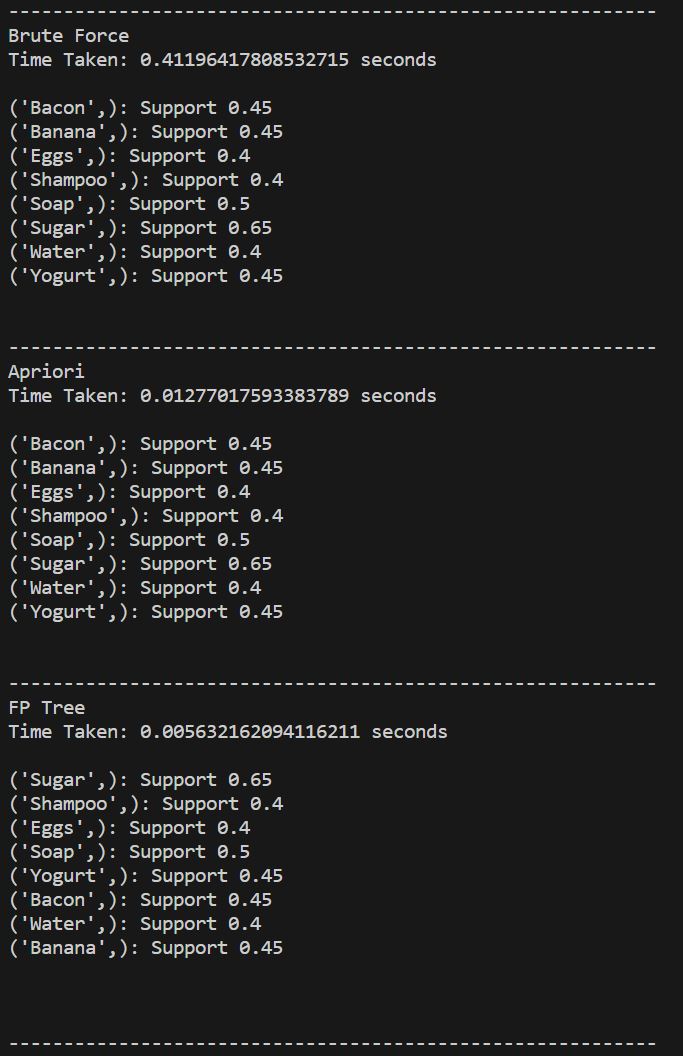 -----------------------------------------------------------
Brute Force
Time Taken: 0.41196417808532715 seconds
('Bacon',): Support 0.45
('Banana',): Support 0.45
('Eggs',): Support 0.4
('Shampoo',): Support 0.4
('Soap',): Support 0.5
('Sugar',): Support 0.65
('Water',): Support 0.4
('Yogurt',): Support 0.45
-----------------------------------------------------------
Apriori
Time Taken: 0.01277017593383789 seconds
('Bacon',): Support 0.45
('Banana',): Support 0.45
('Eggs',): Support 0.4
('Shampoo',): Support 0.4
('Soap',): Support 0.5
('Sugar',): Support 0.65
('Water',): Support 0.4
('Yogurt',): Support 0.45
-----------------------------------------------------------
FP Tree
Time Taken: 0.005632162094116211 seconds
('Sugar',): Support 0.65
('Shampoo',): Support 0.4
('Eggs',): Support 0.4
('Soap',): Support 0.5
('Yogurt',): Support 0.45
('Bacon',): Support 0.45
('Water',): Support 0.4
('Banana',): Support 0.45
-----------------------------------------------------------